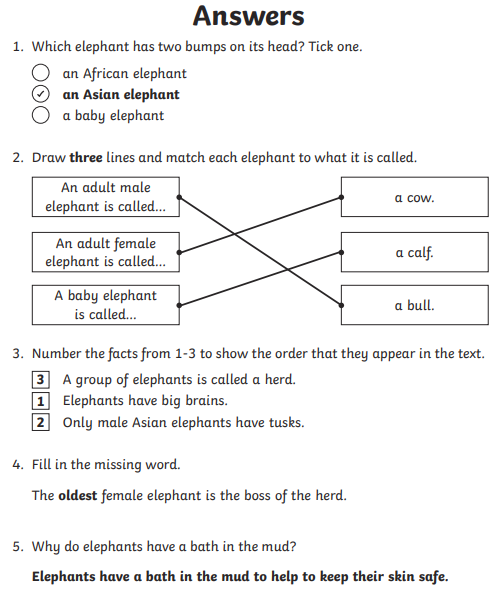 Answers
1. Which elephant has two bumps on its head? Tick one.
an African elephant
an Asian elephant
a baby elephant
2. Draw three lines and match each elephant to what it is called.
An adult male
elephant is called...
a cow.
An adult female
elephant is called...
a calf.
A baby elephant
is called...
a bull.
3. Number the facts from 1-3 to show the order that they appear in the text.
3 A group of elephants is called a herd.
1 Elephants have big brains.
2 Only male Asian elephants have tusks.
4. Fill in the missing word.
The oldest female elephant is the boss of the herd.
5. Why do elephants have a bath in the mud?
Elephants have a bath in the mud to help to keep their skin safe.